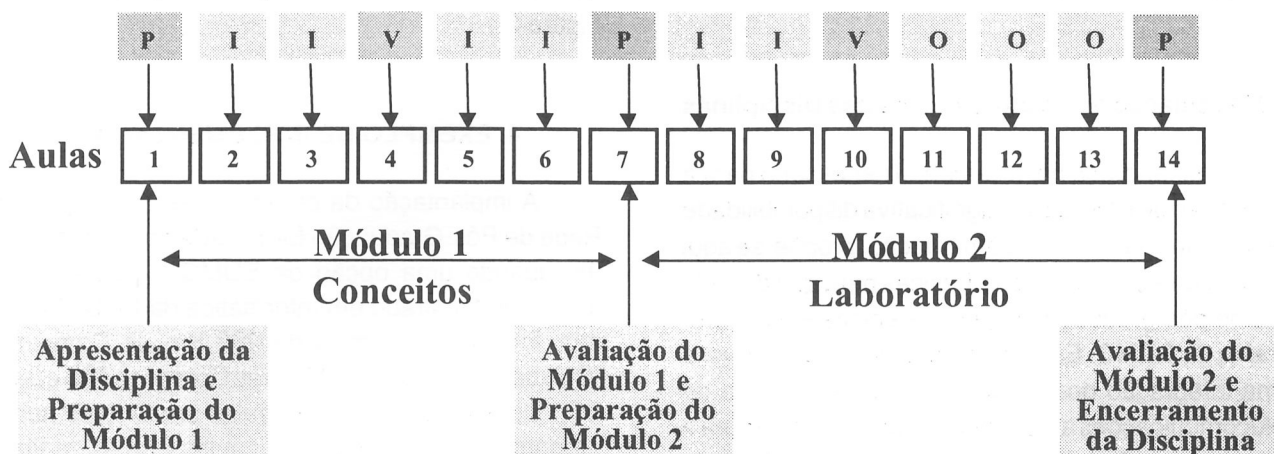 P I I V I I P I I V O O O P
Aulas 1 2 3 4 5 6 7 8 9 10 11 12 13 14
Módulo 1
Conceitos
Módulo 2
Laboratório
Apresentação da
Disciplina e
Preparação do
Módulo 1
Avaliação do
Módulo 1 e
Preparação do
Módulo 2
Avaliação do
Módulo 2 e
Encerramento
da Disciplina